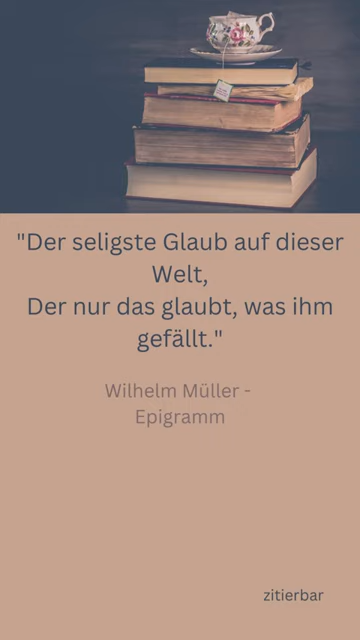 "Der seligste Glaub auf dieser
Welt,
Der nur das glaubt, was ihm
gefällt."
Wilhelm Müller -
Epigramm
zitierbar